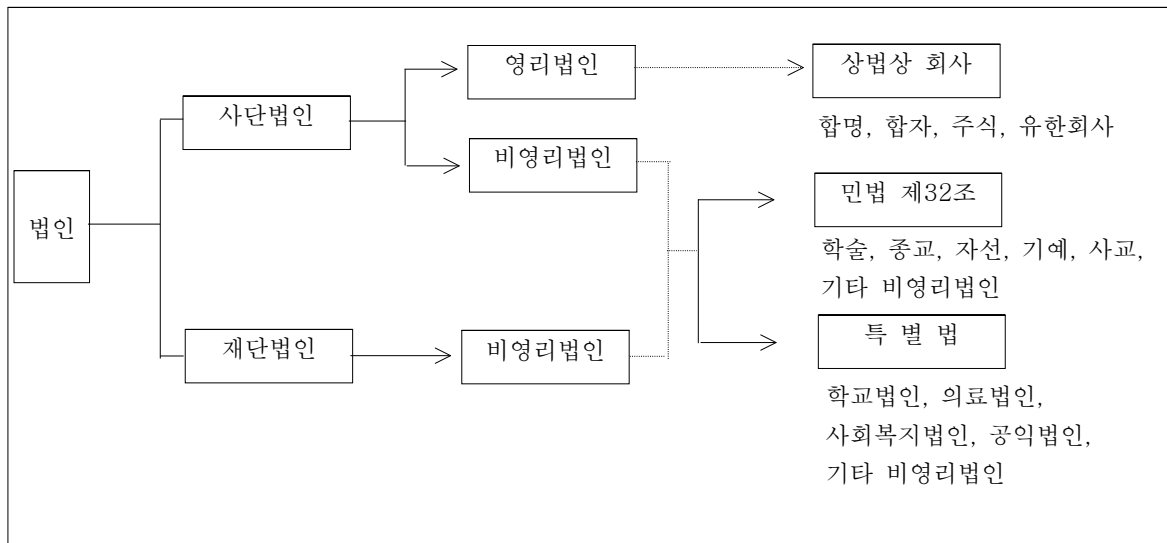 영리법인
상법상 회사
사단법인
합명, 합자, 주식, 유한회사
비영리법인
법인
민법 제32조
학술, 종교, 자선, 기예, 사교,
기타 비영리법인
재단법인
비영리법인
특 별 법
학교법인, 의료법인,
사회복지법인, 공익법인,
기타 비영리법인